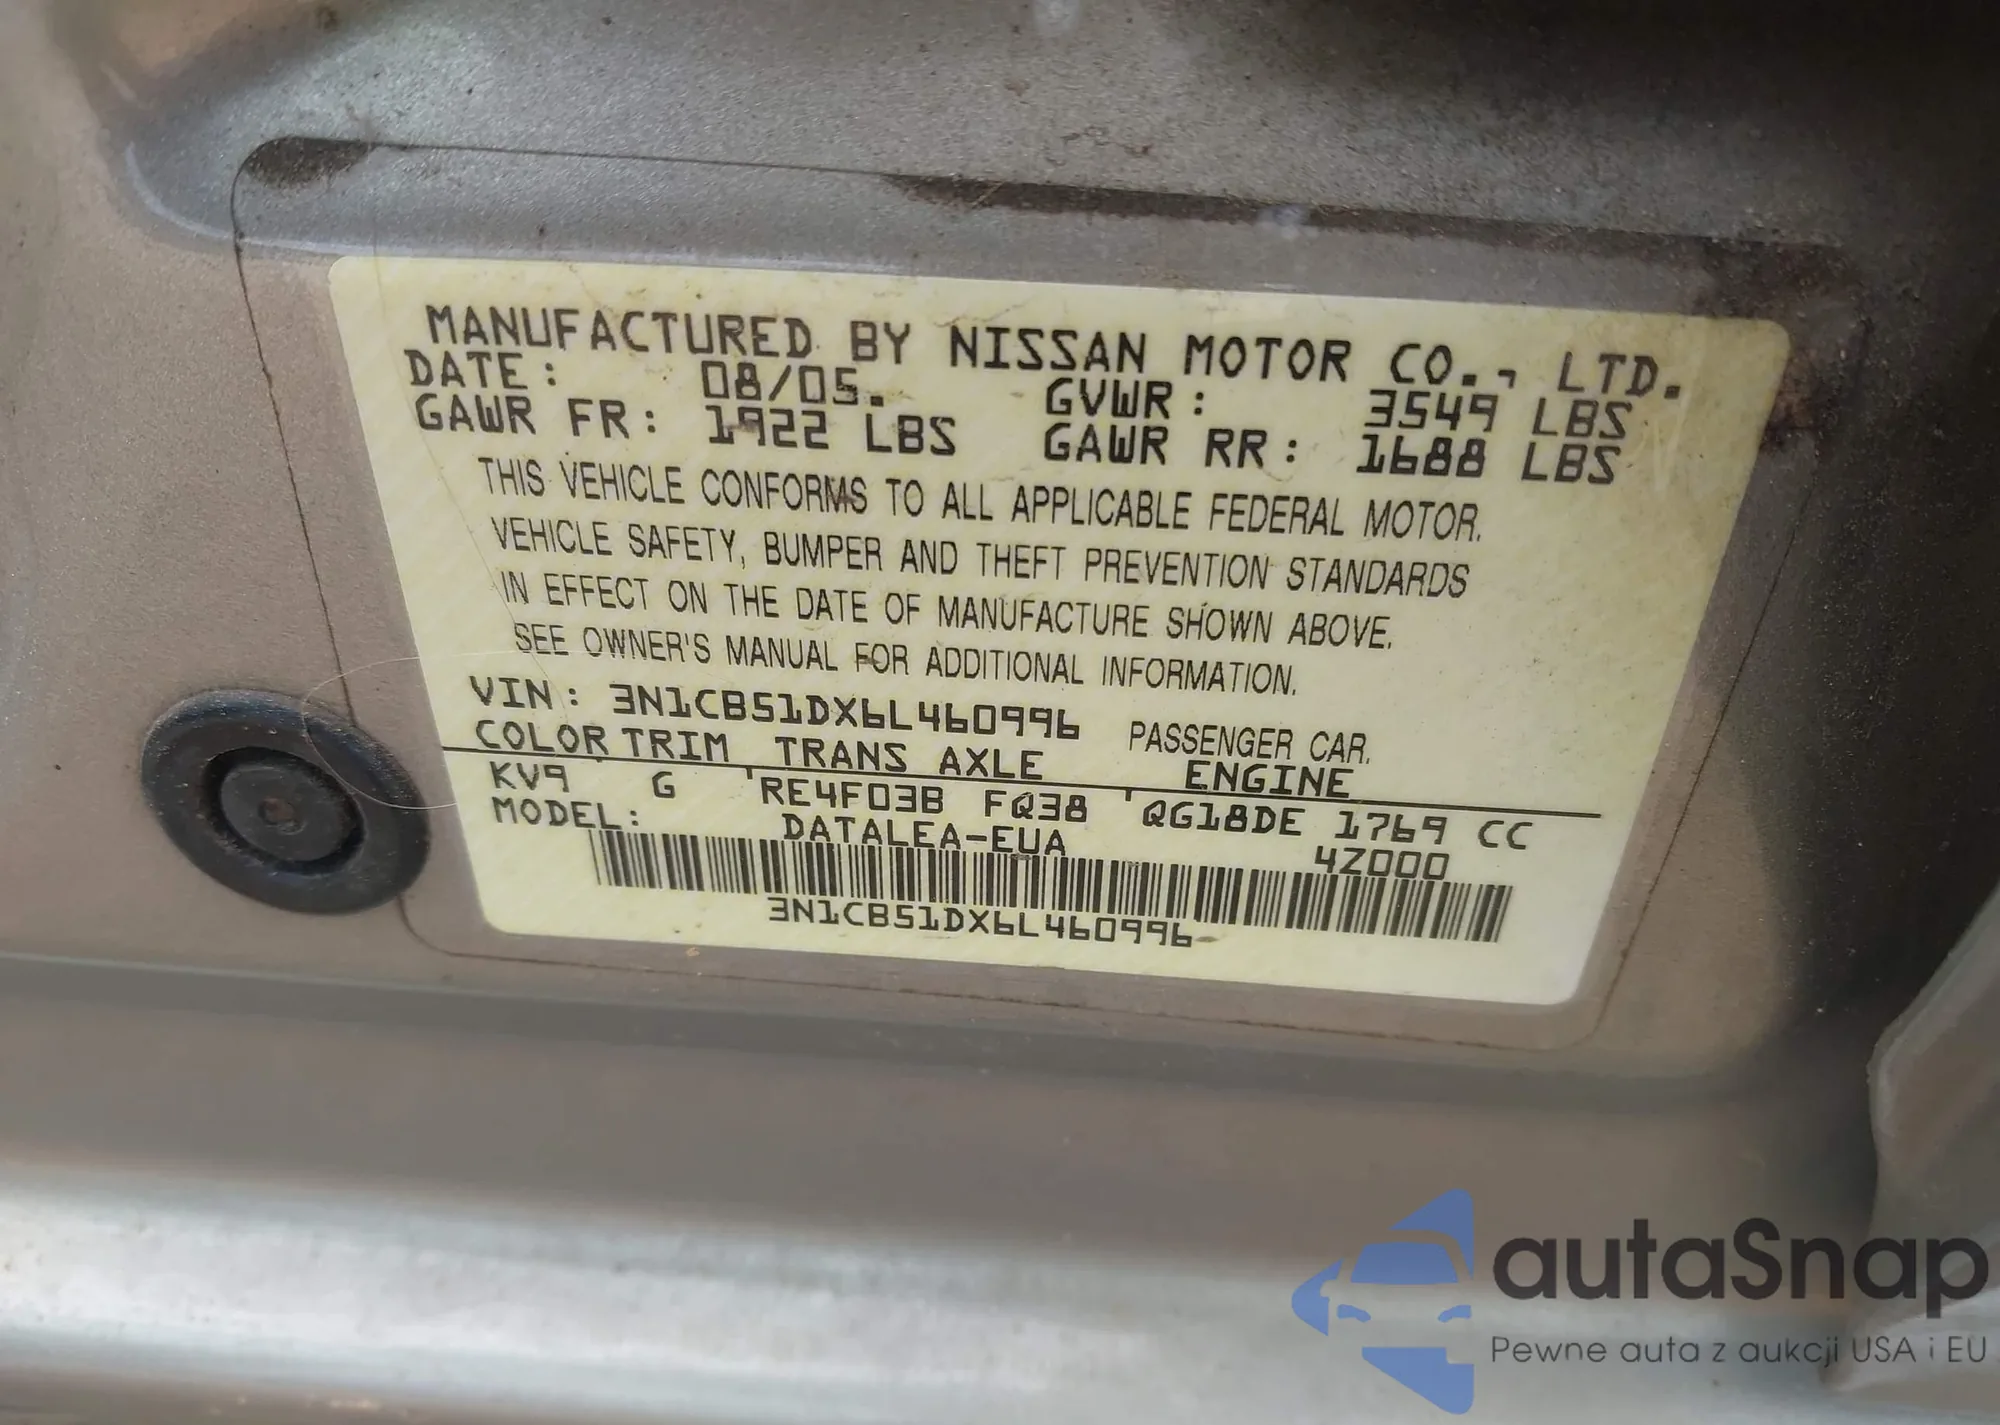 MANUFACTURED BY NISSAN MOTOR CO., LTD.
DATE: 08/05. GVWR: 3549 LBS
GAWR FR: 1922 LBS GAWR RR: 1688 LBS
THIS VEHICLE CONFORMS TO ALL APPLICABLE FEDERAL MOTOR.
VEHICLE SAFETY, BUMPER AND THEFT PREVENTION STANDARDS
IN EFFECT ON THE DATE OF MANUFACTURE SHOWN ABOVE.
SEE OWNER'S MANUAL FOR ADDITIONAL INFORMATION.
VIN: 3N1CB51DX6L460996 PASSENGER CAR.
COLOR TRIM TRANS AXLE ENGINE
KV9 G RE4F03B FQ38 QG18DE 1769 CC
MODEL: DATALEA-EUA 4Z000
3N1CB51DX6L460996
autaSnap
Pewne auta z aukcji USA i EU